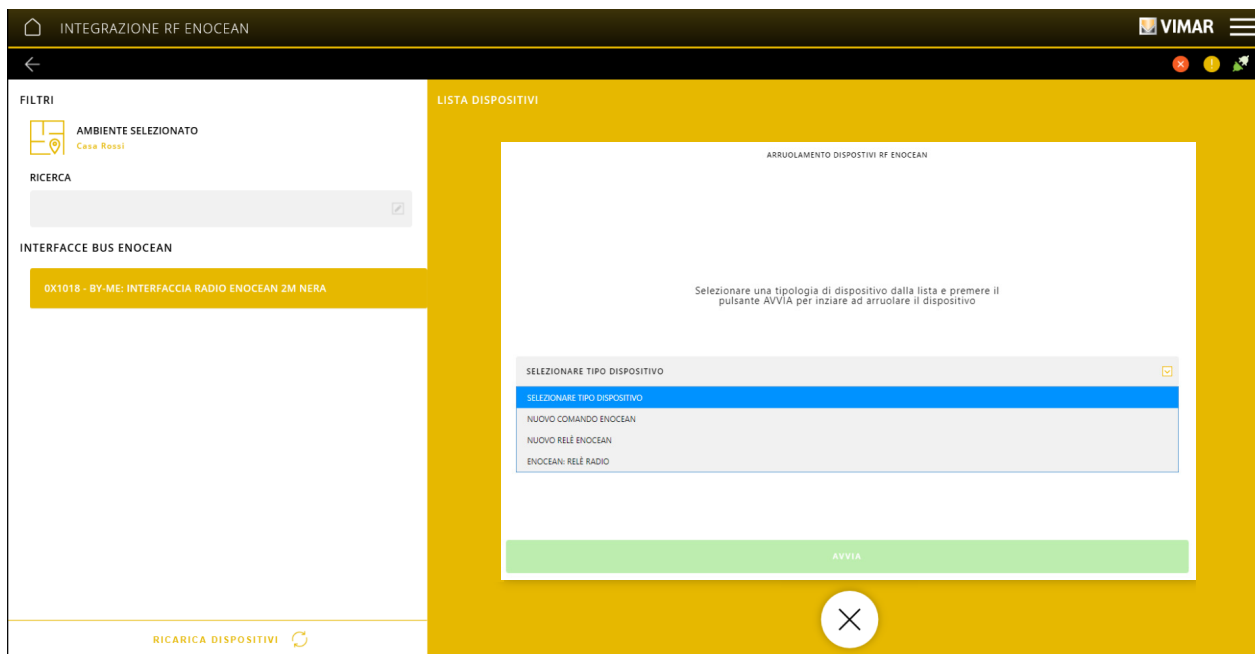 INTEGRAZIONE RF ENOCEAN
VIMAR
FILTRI
AMBIENTE SELEZIONATO
Casa Rossi
RICERCA
INTERFACCE BUS ENOCEAN
0X1018 - BY-ME: INTERFACCIA RADIO ENOCEAN 2M NERA
RICARICA DISPOSITIVI
LISTA DISPOSITIVI
ARRUOLAMENTO DISPOSTIVI RF ENOCEAN
Selezionare una tipologia di dispositivo dalla lista e premere il
pulsante AVVIA per inziare ad arruolare il dispositivo
SELEZIONARE TIPO DISPOSITIVO
SELEZIONARE TIPO DISPOSITIVO
NUOVO COMANDO ENOCEAN
NUOVO RELÈ ENOCEAN
ENOCEAN: RELÈ RADIO
AVVIA